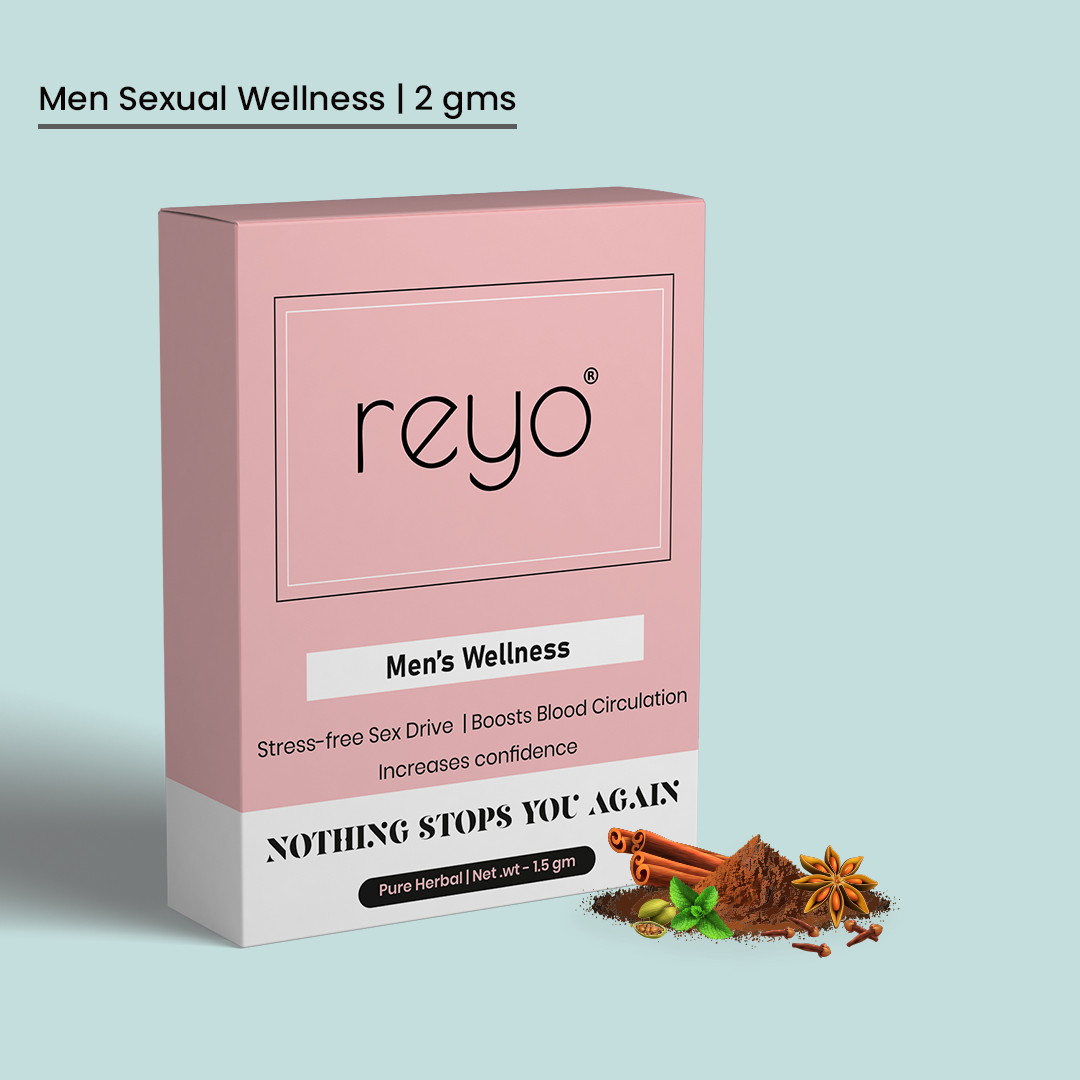 Men Sexual Wellness | 2 gms
reyo®
Men's Wellness
Stress-free Sex Drive | Boosts Blood Circulation
Increases confidence
NOTHING STOPS YOU AGAIN
Pure Herbal | Net .wt - 1.5 gm